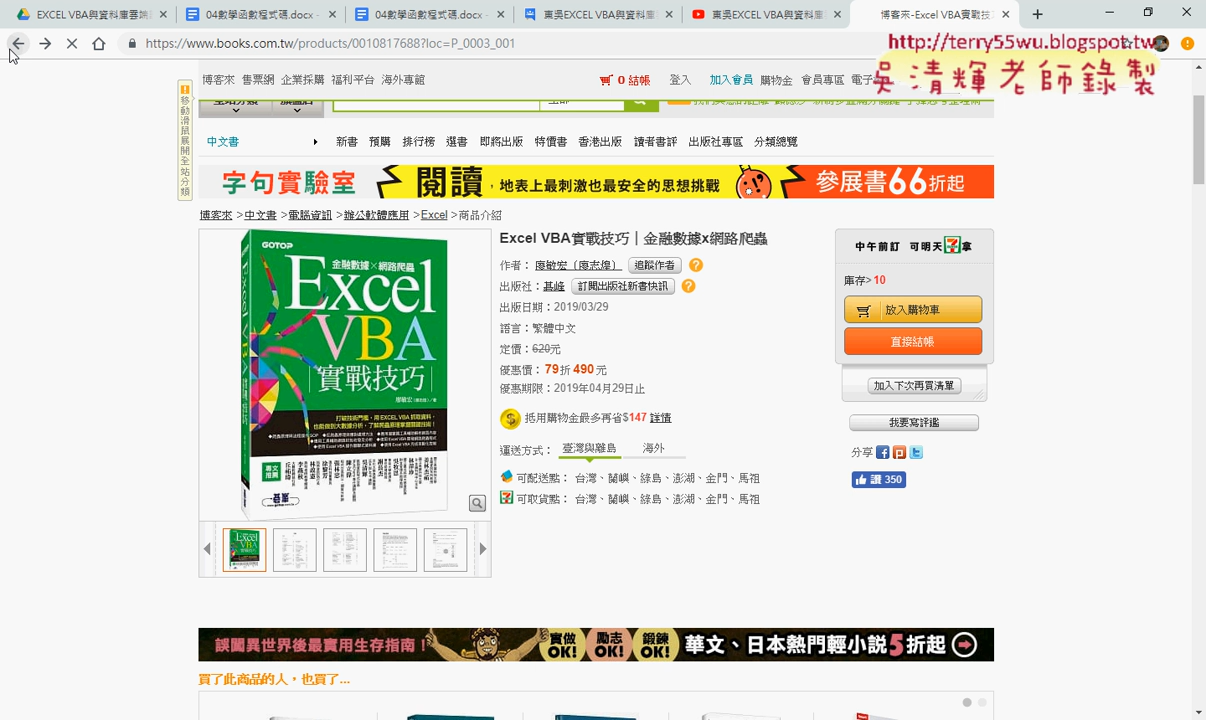 EXCEL VBA與資料庫雲端
04數學函數程式碼.docx -
04數學函數程式碼.docx -
東吳EXCEL VBA與資料庫
東吳EXCEL VBA與資料庫
博客來-Excel VBA實戰技
https://www.books.com.tw/products/0010817688?loc=P_0003_001
http://terry55wu.blogspot.tw
吳清輝老師錄製
博客來 售票網 企業採購 福利平台 海外專館
0 結帳 登入 加入會員 購物金 會員專區 電子
移動滑鼠展開全站分類
中文書
新書 預購 排行榜 選書 即將出版 特價書 香港出版 讀者書評 出版社專區 分類總覽
字句實驗室 閱讀，地表上最刺激也最安全的思想挑戰 參展書66折起
博客來 >中文書 >電腦資訊 >辦公軟體應用 >Excel >商品介紹
GOTOP
金融數據×網路爬蟲
Excel
VBA
實戰技巧
廖敏宏(廖志煌)／著
Excel VBA實戰技巧｜金融數據x網路爬蟲
作者： 廖敏宏（廖志煌） 追蹤作者
出版社：碁峰 訂閱出版社新書快訊
出版日期：2019/03/29
語言：繁體中文
定價：620元
優惠價：79折490元
優惠期限：2019年04月29日止
抵用購物金最多再省$147 詳情
運送方式： 臺灣與離島 海外
可配送點： 台灣、蘭嶼、綠島、澎湖、金門、馬祖
可取貨點： 台灣、蘭嶼、綠島、澎湖、金門、馬祖
中午前訂 可明天7拿
庫存> 10
放入購物車
直接結帳
加入下次再買清單
我要寫評鑑
分享
讚 350
誤闖異世界後最實用生存指南！ 實做OK! 勵志OK! 鍛鍊OK! 華文、日本熱門輕小說5折起
買了此商品的人，也買了...